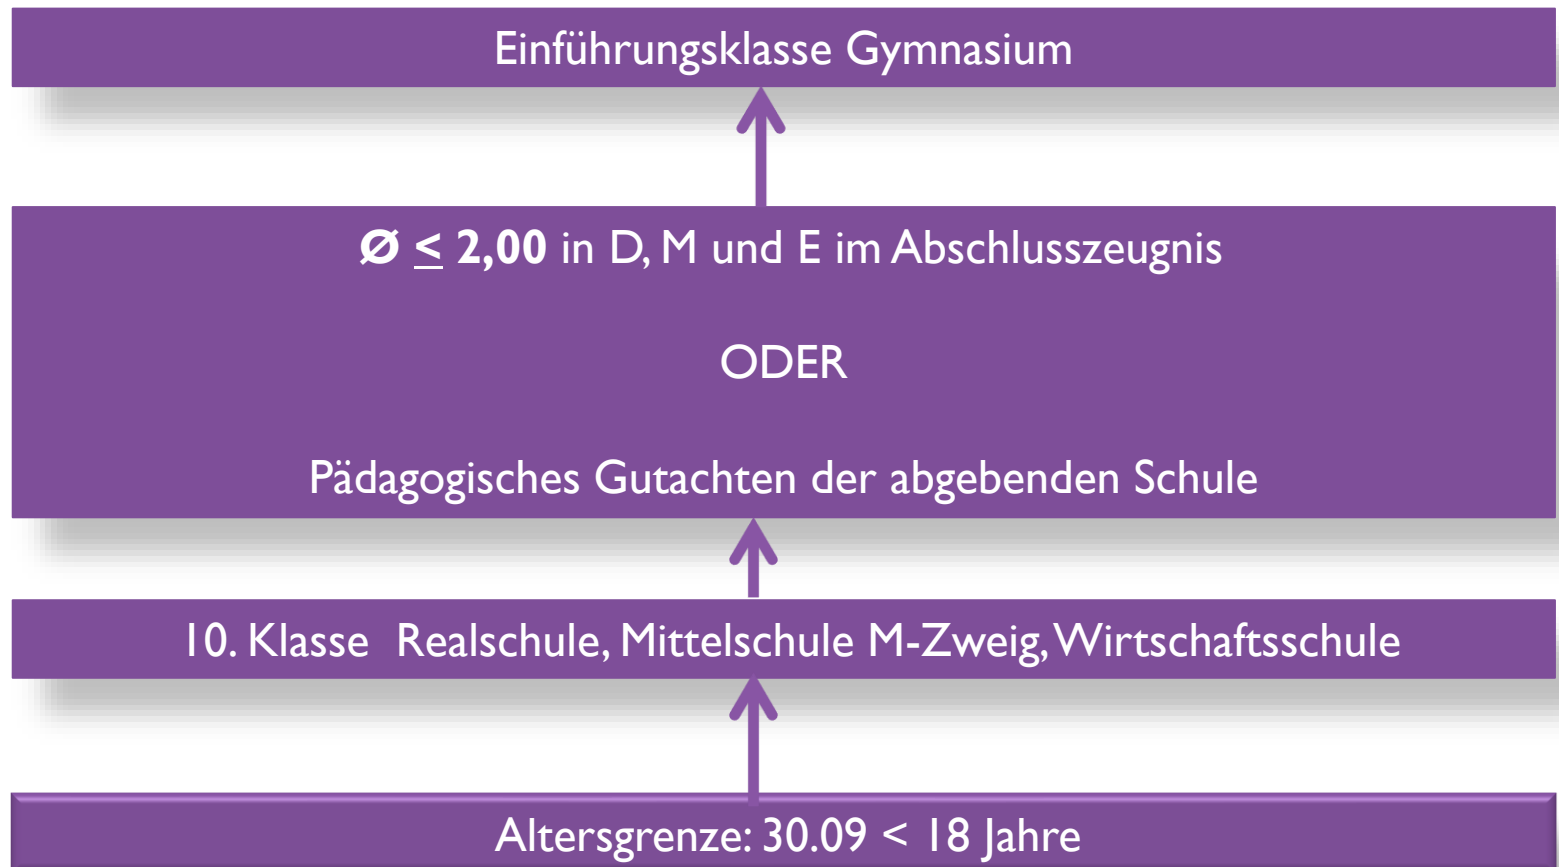 Einführungsklasse Gymnasium
Ø ≤ 2,00 in D, M und E im Abschlusszeugnis
ODER
Pädagogisches Gutachten der abgebenden Schule
10. Klasse  Realschule, Mittelschule M-Zweig, Wirtschaftsschule
Altersgrenze: 30.09 < 18 Jahre